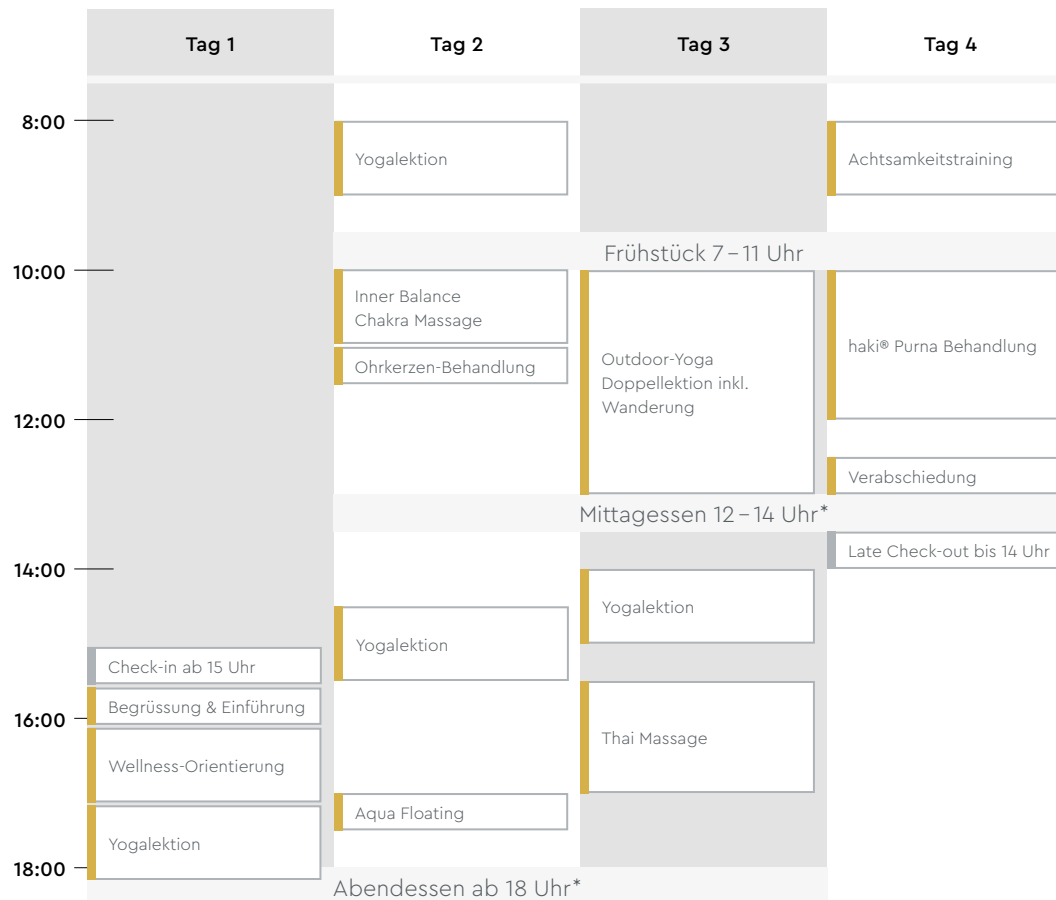 Tag 1
Tag 2
Tag 3
Tag 4
8:00
Yogalektion
Achtsamkeitstraining
Frühstück 7 – 11 Uhr
10:00
Inner Balance
Chakra Massage
Ohrkerzen-Behandlung
Outdoor-Yoga
Doppellektion inkl.
Wanderung
haki® Purna Behandlung
12:00
Verabschiedung
Mittagessen 12 – 14 Uhr*
Late Check-out bis 14 Uhr
14:00
Yogalektion
Yogalektion
Check-in ab 15 Uhr
Begrüssung & Einführung
16:00
Thai Massage
Wellness-Orientierung
Aqua Floating
Yogalektion
18:00
Abendessen ab 18 Uhr*